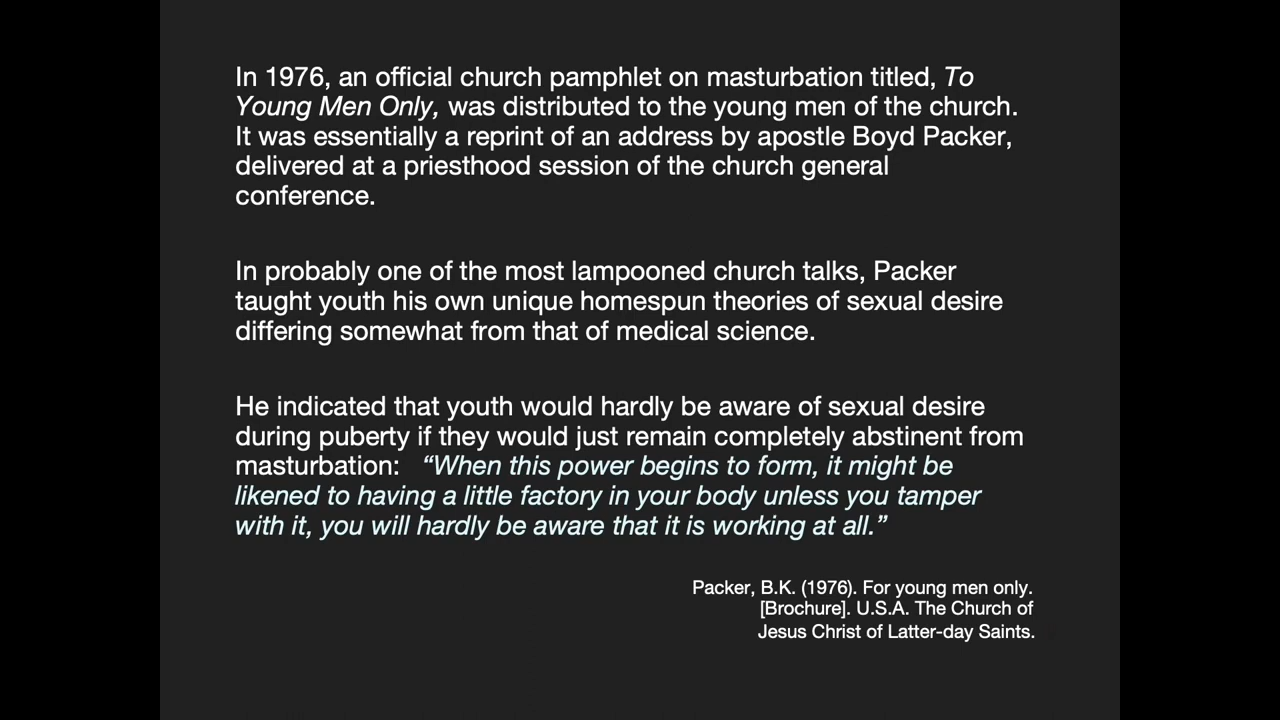 In 1976, an official church pamphlet on masturbation titled, To
Young Men Only, was distributed to the young men of the church.
It was essentially a reprint of an address by apostle Boyd Packer,
delivered at a priesthood session of the church general
conference.
In probably one of the most lampooned church talks, Packer
taught youth his own unique homespun theories of sexual desire
differing somewhat from that of medical science.
He indicated that youth would hardly be aware of sexual desire
during puberty if they would just remain completely abstinent from
masturbation: “When this power begins to form, it might be
likened to having a little factory in your body unless you tamper
with it, you will hardly be aware that it is working at all.”
Packer, B.K. (1976). For young men only.
[Brochure]. U.S.A. The Church of
Jesus Christ of Latter-day Saints.